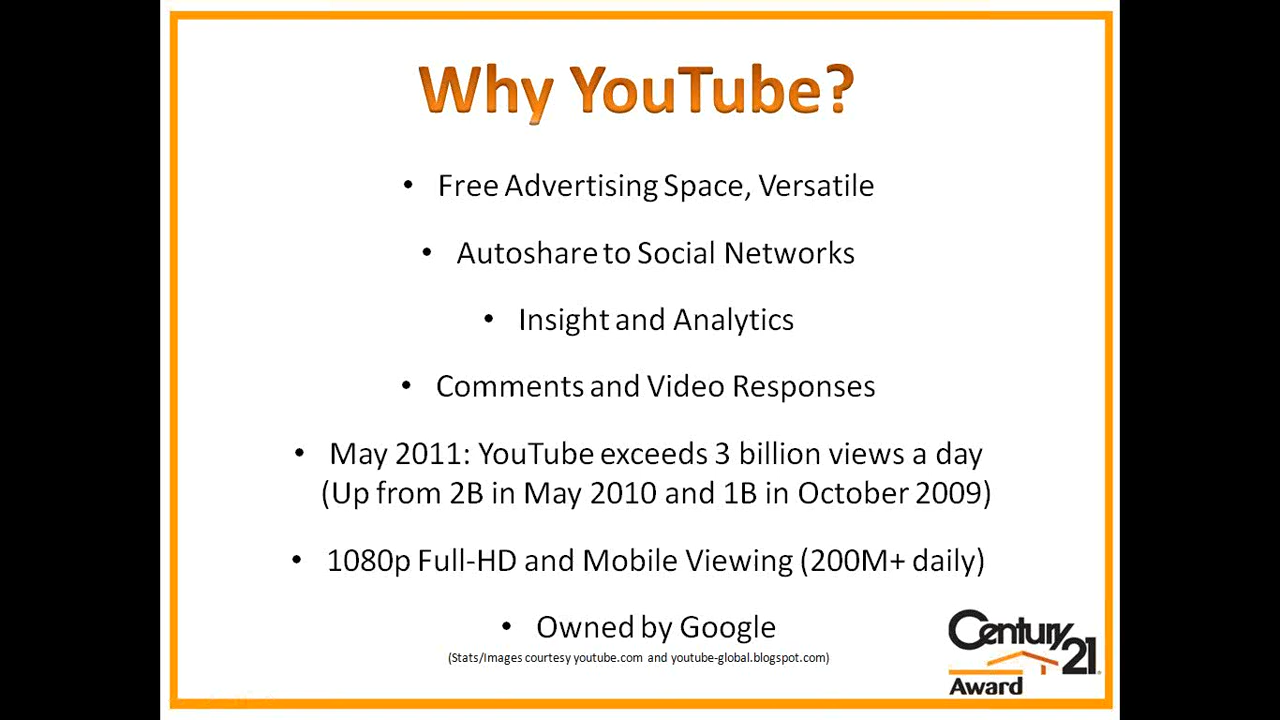 Why YouTube?
• Free Advertising Space, Versatile
• Autoshare to Social Networks
• Insight and Analytics
• Comments and Video Responses
• May 2011: YouTube exceeds 3 billion views a day
(Up from 2B in May 2010 and 1B in October 2009)
• 1080p Full-HD and Mobile Viewing (200M+ daily)
• Owned by Google
(Stats/Images courtesy youtube.com and youtube-global.blogspot.com)
Century
21
Award